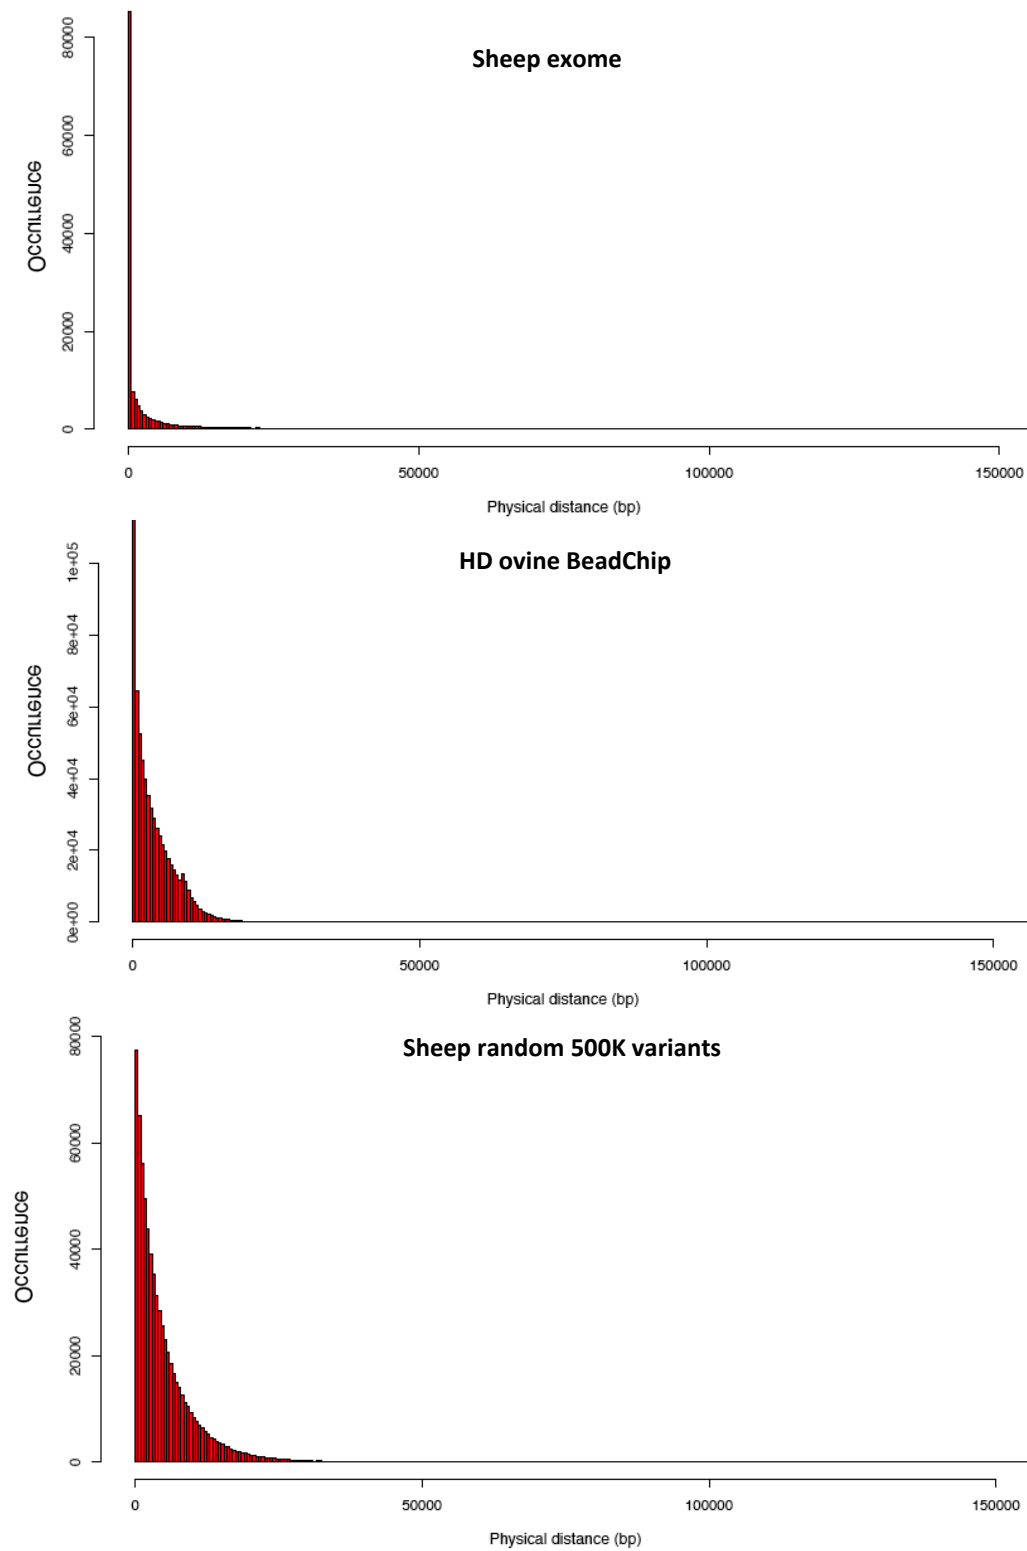 Sheep exome
Occurrence
80000
60000
40000
20000
0
0 50000 100000 150000
Physical distance (bp)
HD ovine BeadChip
Occurrence
1e+05
8e+04
6e+04
4e+04
2e+04
0e+00
0 50000 100000 150000
Physical distance (bp)
Sheep random 500K variants
Occurrence
80000
60000
40000
20000
0
0 50000 100000 150000
Physical distance (bp)